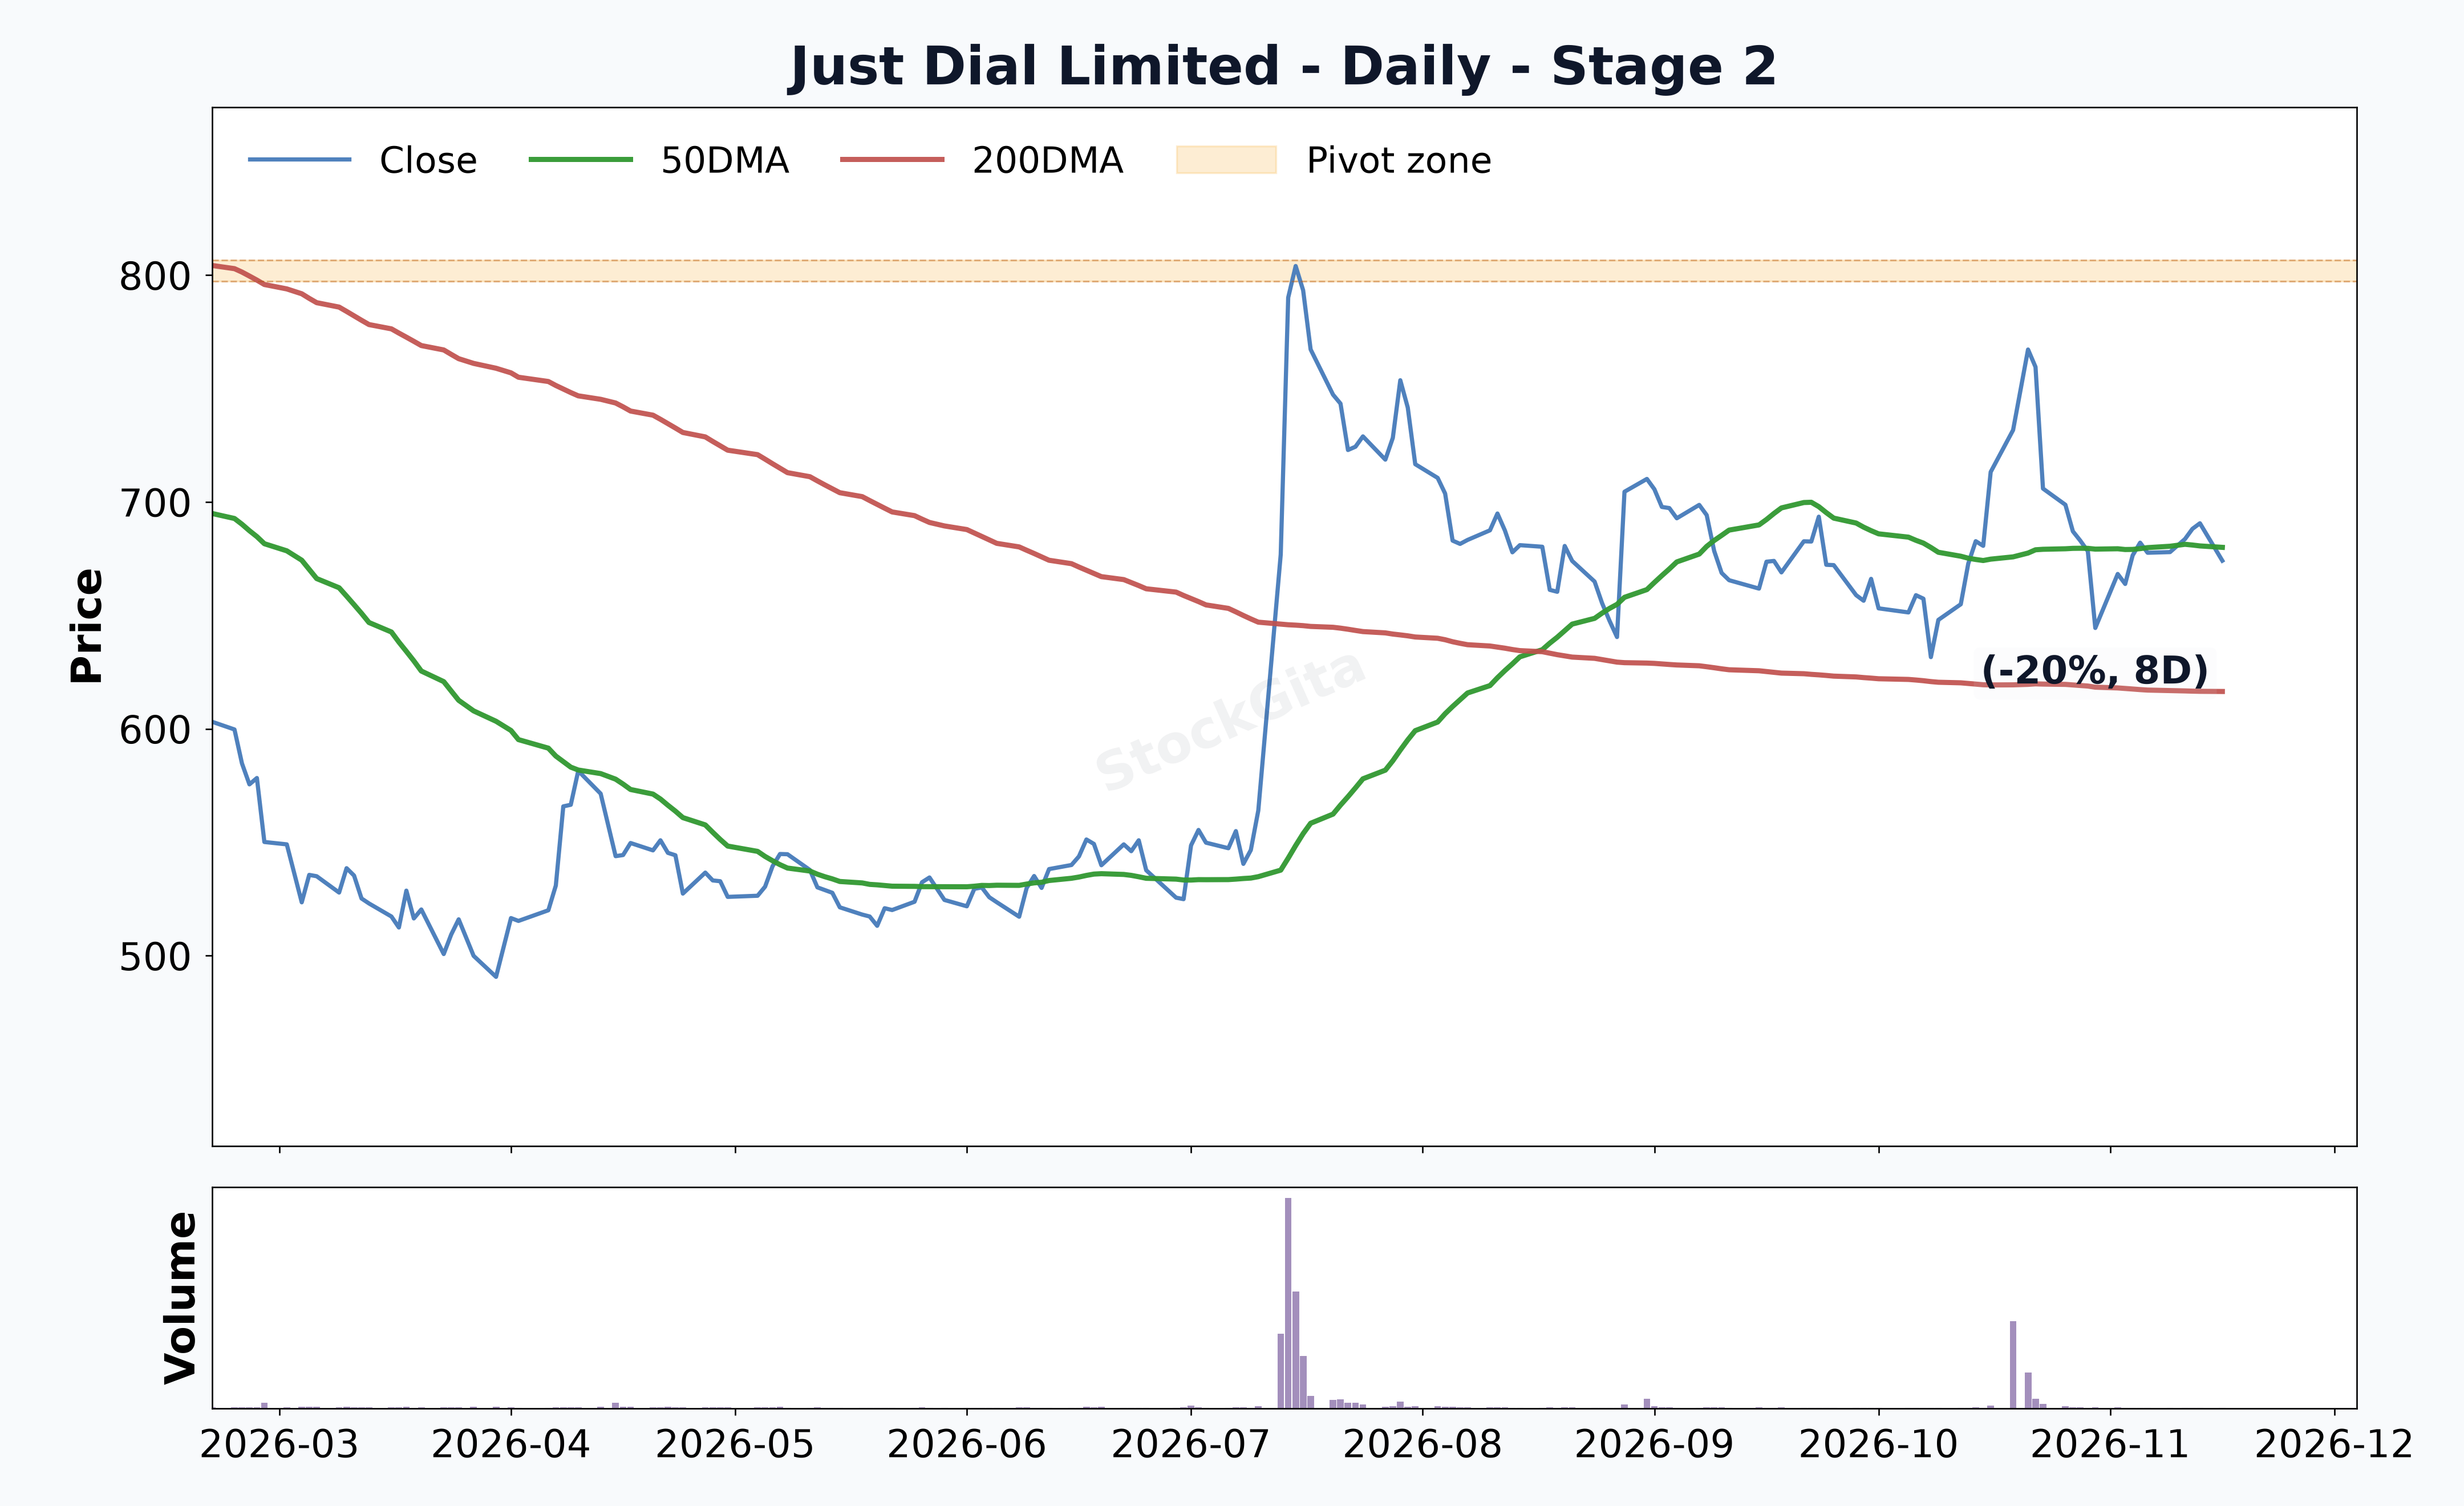 Just Dial Limited - Daily - Stage 2
Close 50DMA 200DMA Pivot zone
800
700
600
500
Price
(-20%, 8D)
StockGita
Volume
2026-03 2026-04 2026-05 2026-06 2026-07 2026-08 2026-09 2026-10 2026-11 2026-12